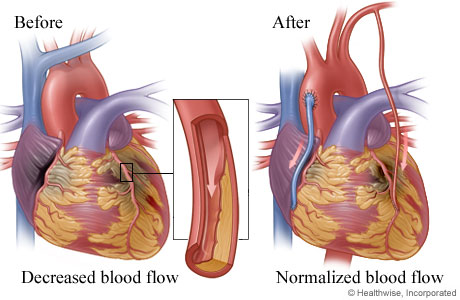 Before
After
Decreased blood flow
Normalized blood flow
© Healthwise, Incorporated